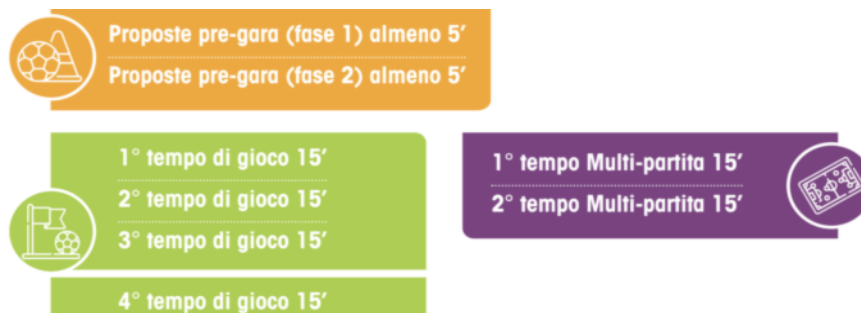 Proposte pre-gara (fase 1) almeno 5’
Proposte pre-gara (fase 2) almeno 5’
1° tempo di gioco 15’
2° tempo di gioco 15’
3° tempo di gioco 15’
4° tempo di gioco 15’
1° tempo Multi-partita 15’
2° tempo Multi-partita 15’